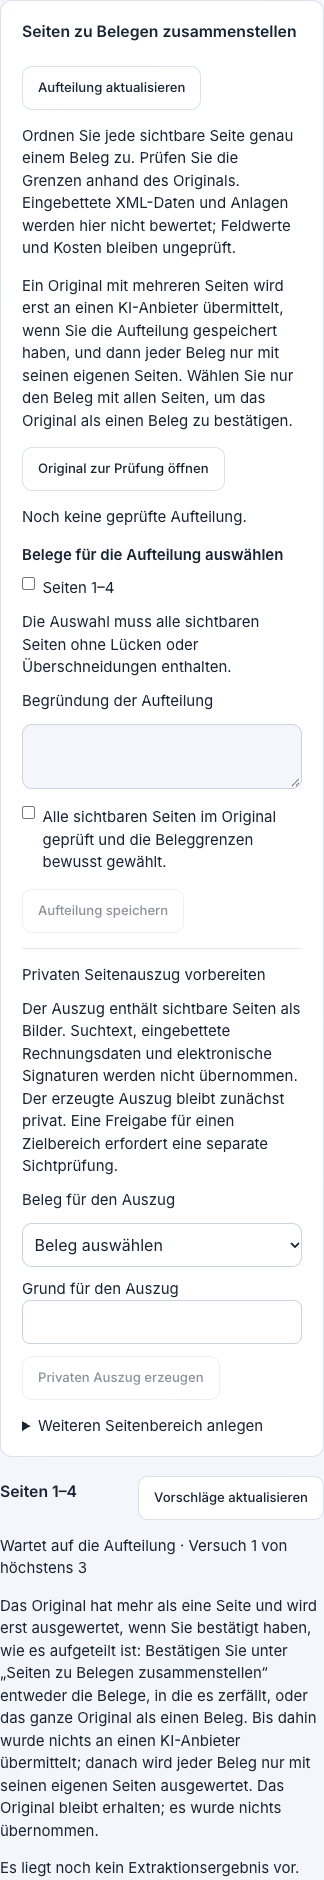 Seiten zu Belegen zusammenstellen
Aufteilung aktualisieren
Ordnen Sie jede sichtbare Seite genau
einem Beleg zu. Prüfen Sie die
Grenzen anhand des Originals.
Eingebettete XML-Daten und Anlagen
werden hier nicht bewertet; Feldwerte
und Kosten bleiben ungeprüft.
Ein Original mit mehreren Seiten wird
erst an einen KI-Anbieter übermittelt,
wenn Sie die Aufteilung gespeichert
haben, und dann jeder Beleg nur mit
seinen eigenen Seiten. Wählen Sie nur
den Beleg mit allen Seiten, um das
Original als einen Beleg zu bestätigen.
Original zur Prüfung öffnen
Noch keine geprüfte Aufteilung.
Belege für die Aufteilung auswählen
Seiten 1–4
Die Auswahl muss alle sichtbaren
Seiten ohne Lücken oder
Überschneidungen enthalten.
Begründung der Aufteilung
Alle sichtbaren Seiten im Original
geprüft und die Beleggrenzen
bewusst gewählt.
Aufteilung speichern
Privaten Seitenauszug vorbereiten
Der Auszug enthält sichtbare Seiten als
Bilder. Suchtext, eingebettete
Rechnungsdaten und elektronische
Signaturen werden nicht übernommen.
Der erzeugte Auszug bleibt zunächst
privat. Eine Freigabe für einen
Zielbereich erfordert eine separate
Sichtprüfung.
Beleg für den Auszug
Beleg auswählen
Grund für den Auszug
Privaten Auszug erzeugen
Weiteren Seitenbereich anlegen
Seiten 1–4
Vorschläge aktualisieren
Wartet auf die Aufteilung · Versuch 1 von
höchstens 3
Das Original hat mehr als eine Seite und wird
erst ausgewertet, wenn Sie bestätigt haben,
wie es aufgeteilt ist: Bestätigen Sie unter
„Seiten zu Belegen zusammenstellen“
entweder die Belege, in die es zerfällt, oder
das ganze Original als einen Beleg. Bis dahin
wurde nichts an einen KI-Anbieter
übermittelt; danach wird jeder Beleg nur mit
seinen eigenen Seiten ausgewertet. Das
Original bleibt erhalten; es wurde nichts
übernommen.
Es liegt noch kein Extraktionsergebnis vor.